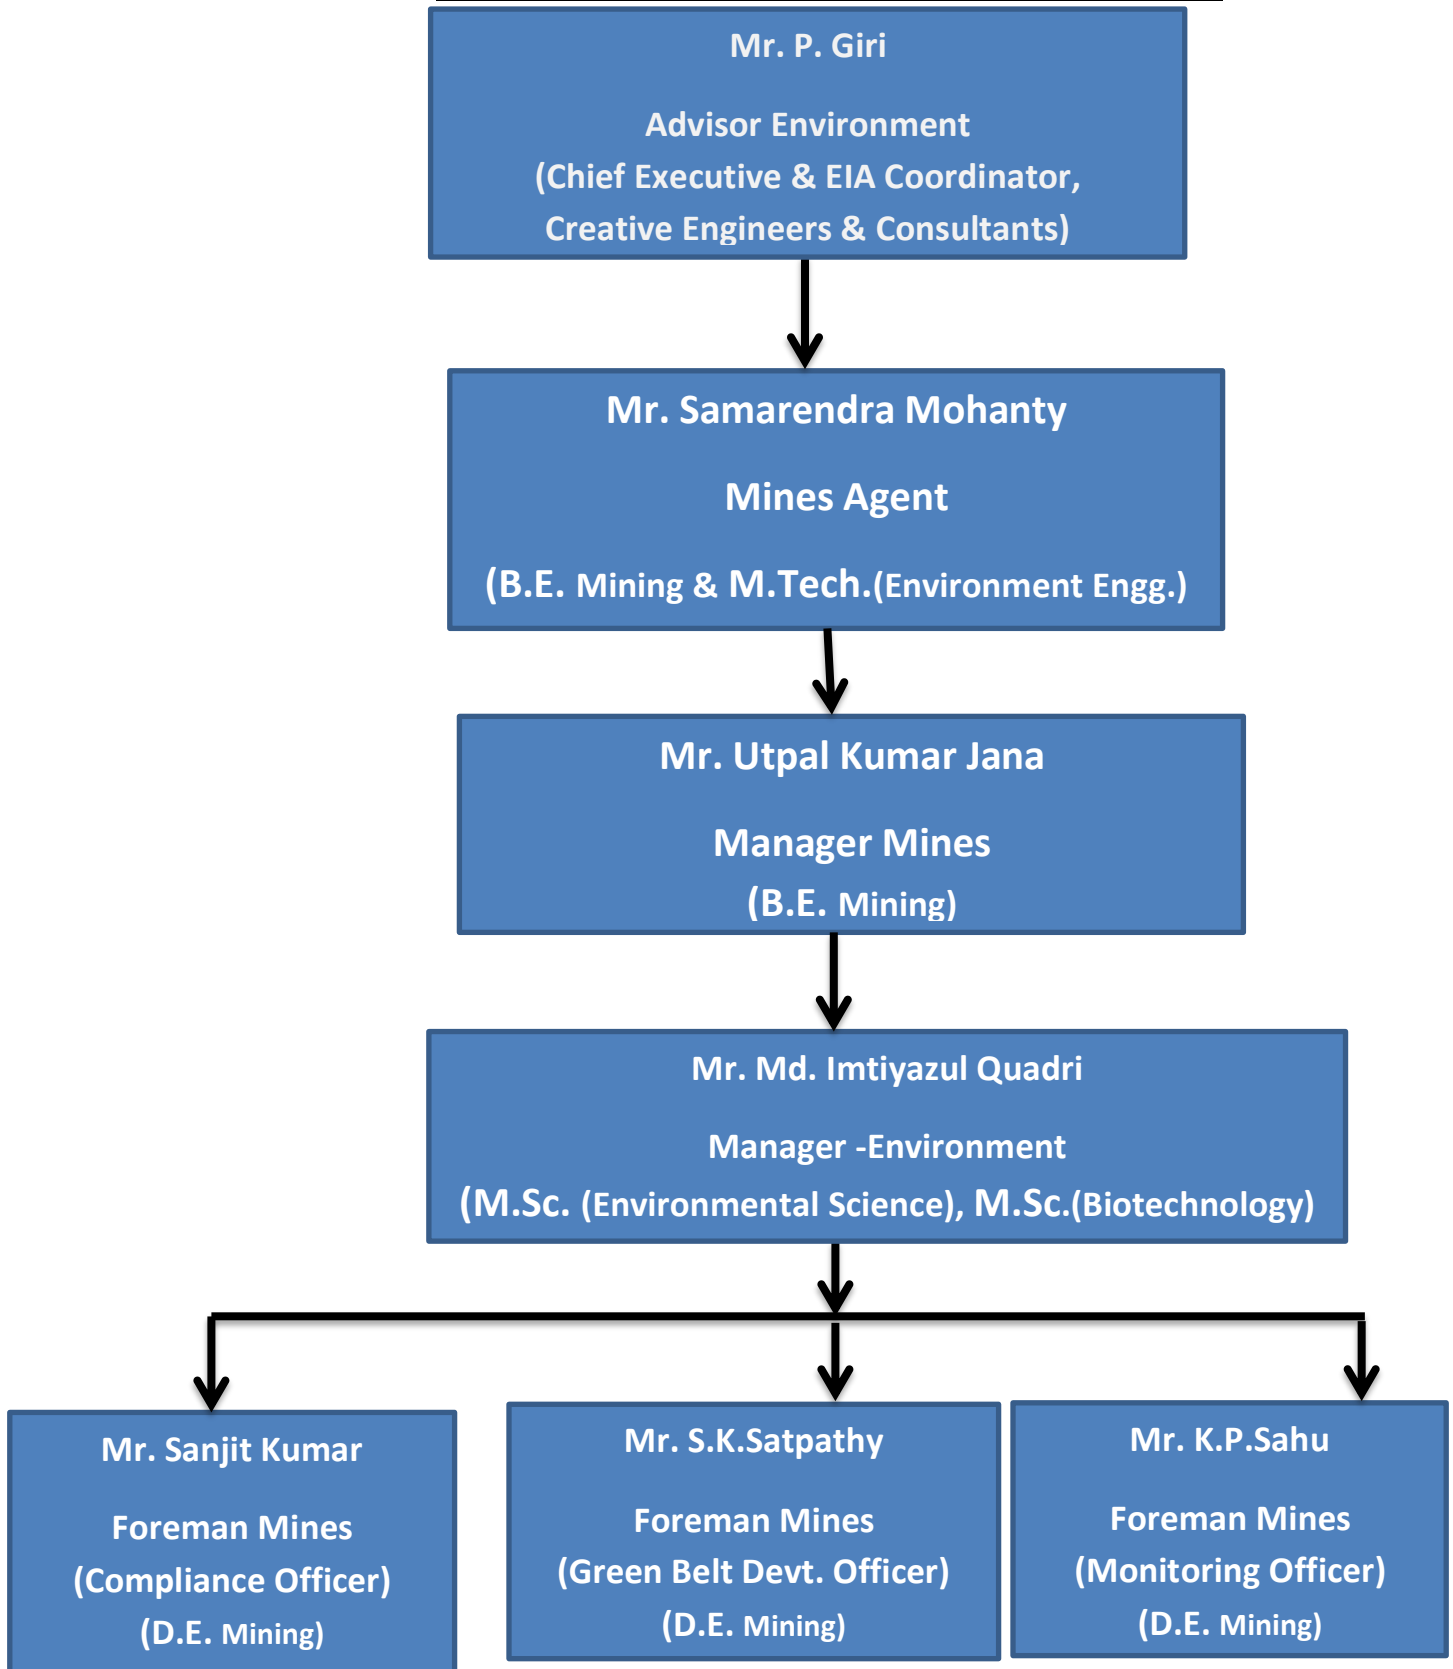 Mr. P. Giri
Advisor Environment
(Chief Executive & EIA Coordinator,
Creative Engineers & Consultants)
Mr. Samarendra Mohanty
Mines Agent
(B.E. Mining & M.Tech.(Environment Engg.)
Mr. Utpal Kumar Jana
Manager Mines
(B.E. Mining)
Mr. Md. Imtiyazul Quadri
Manager -Environment
(M.Sc. (Environmental Science), M.Sc.(Biotechnology)
Mr. Sanjit Kumar
Foreman Mines
(Compliance Officer)
(D.E. Mining)
Mr. S.K.Satpathy
Foreman Mines
(Green Belt Devt. Officer)
(D.E. Mining)
Mr. K.P.Sahu
Foreman Mines
(Monitoring Officer)
(D.E. Mining)